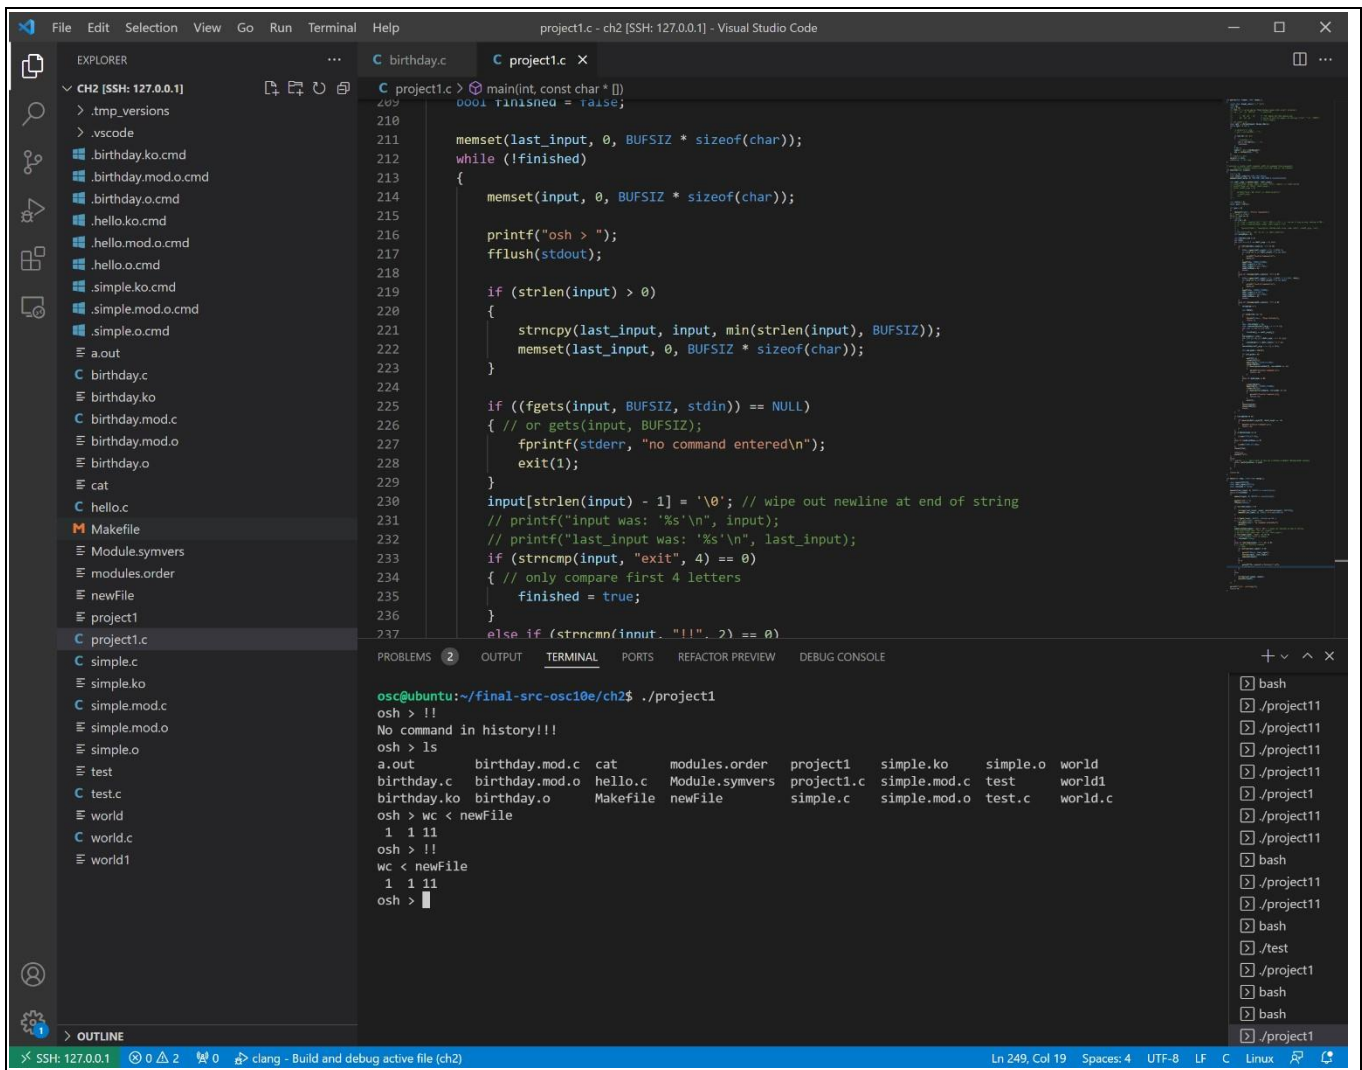 File Edit Selection View Go Run Terminal Help project1.c - ch2 [SSH: 127.0.0.1] - Visual Studio Code
EXPLORER
CH2 [SSH: 127.0.0.1]
.tmp_versions
.vscode
.birthday.ko.cmd
.birthday.mod.o.cmd
.birthday.o.cmd
.hello.ko.cmd
.hello.mod.o.cmd
.hello.o.cmd
.simple.ko.cmd
.simple.mod.o.cmd
.simple.o.cmd
a.out
C birthday.c
birthday.ko
C birthday.mod.c
birthday.mod.o
birthday.o
cat
C hello.c
M Makefile
Module.symvers
modules.order
newFile
project1
C project1.c
C simple.c
simple.ko
C simple.mod.c
simple.mod.o
simple.o
test
C test.c
world
C world.c
world1
OUTLINE
C birthday.c C project1.c
C project1.c > main(int, const char * [])
209 bool finished = false;
210
211 memset(last_input, 0, BUFSIZ * sizeof(char));
212 while (!finished)
213 {
214 memset(input, 0, BUFSIZ * sizeof(char));
215
216 printf("osh > ");
217 fflush(stdout);
218
219 if (strlen(input) > 0)
220 {
221 strncpy(last_input, input, min(strlen(input), BUFSIZ));
222 memset(last_input, 0, BUFSIZ * sizeof(char));
223 }
224
225 if ((fgets(input, BUFSIZ, stdin)) == NULL)
226 { // or gets(input, BUFSIZ);
227 fprintf(stderr, "no command entered\n");
228 exit(1);
229 }
230 input[strlen(input) - 1] = '\0'; // wipe out newline at end of string
231 // printf("input was: '%s'\n", input);
232 // printf("last_input was: '%s'\n", last_input);
233 if (strncmp(input, "exit", 4) == 0)
234 { // only compare first 4 letters
235 finished = true;
236 }
237 else if (strncmp(input, "!!", 2) == 0)
PROBLEMS 2 OUTPUT TERMINAL PORTS REFACTOR PREVIEW DEBUG CONSOLE
osc@ubuntu:~/final-src-osc10e/ch2$ ./project1
osh > !!
No command in history!!!
osh > ls
a.out birthday.mod.c cat modules.order project1 simple.ko simple.o world
birthday.c birthday.mod.o hello.c Module.symvers project1.c simple.mod.c test world1
birthday.ko birthday.o Makefile newFile simple.c simple.mod.o test.c world.c
osh > wc < newFile
1 1 11
osh > !!
wc < newFile
1 1 11
osh >
bash
./project11
./project11
./project11
./project11
./project1
./project11
./project11
bash
./project11
./project11
bash
./test
./project1
bash
bash
./project1
1
SSH: 127.0.0.1 0 2 0 clang - Build and debug active file (ch2) Ln 249, Col 19 Spaces: 4 UTF-8 LF C Linux